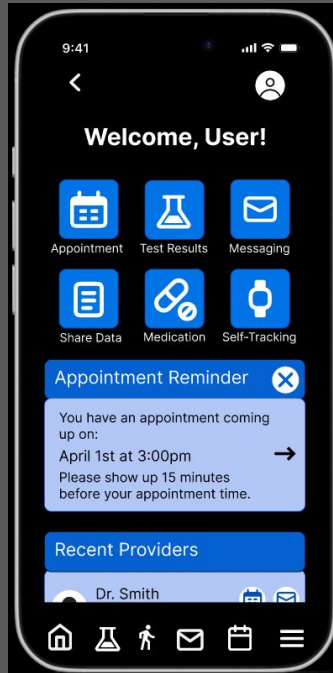 9:41
Welcome, User!
Appointment Test Results Messaging
Share Data Medication Self-Tracking
Appointment Reminder
You have an appointment coming
up on:
April 1st at 3:00pm
Please show up 15 minutes
before your appointment time.
Recent Providers
Dr. Smith